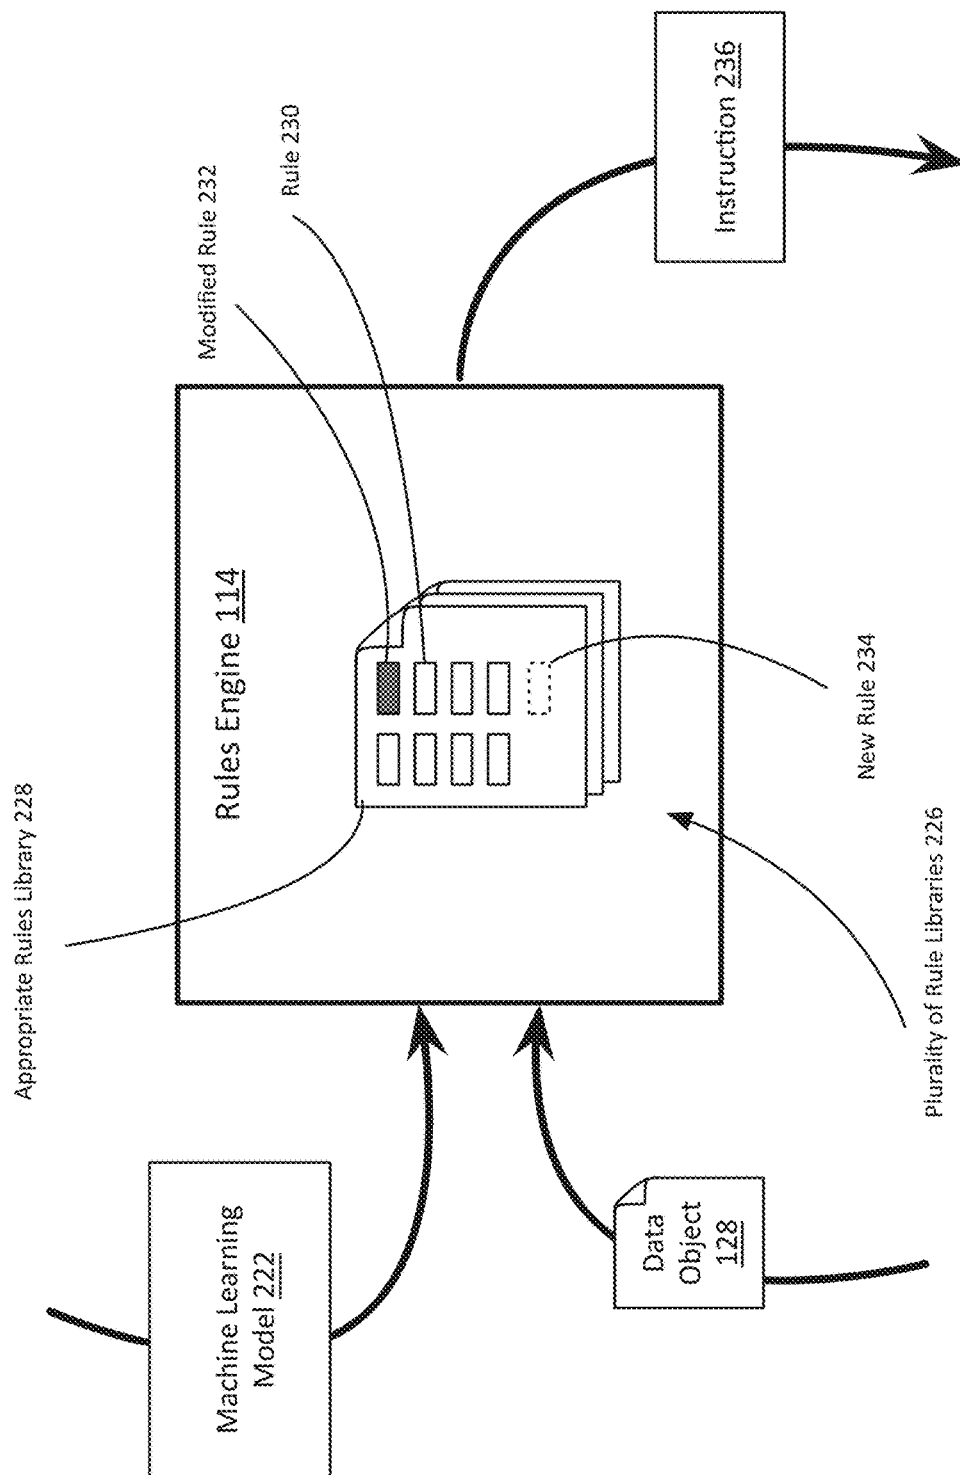 Appropriate Rules Library 228
Modified Rule 232
Rule 230
Rules Engine 114
Machine Learning
Model 222
Data
Object
128
Instruction 236
New Rule 234
Plurality of Rule Libraries 226